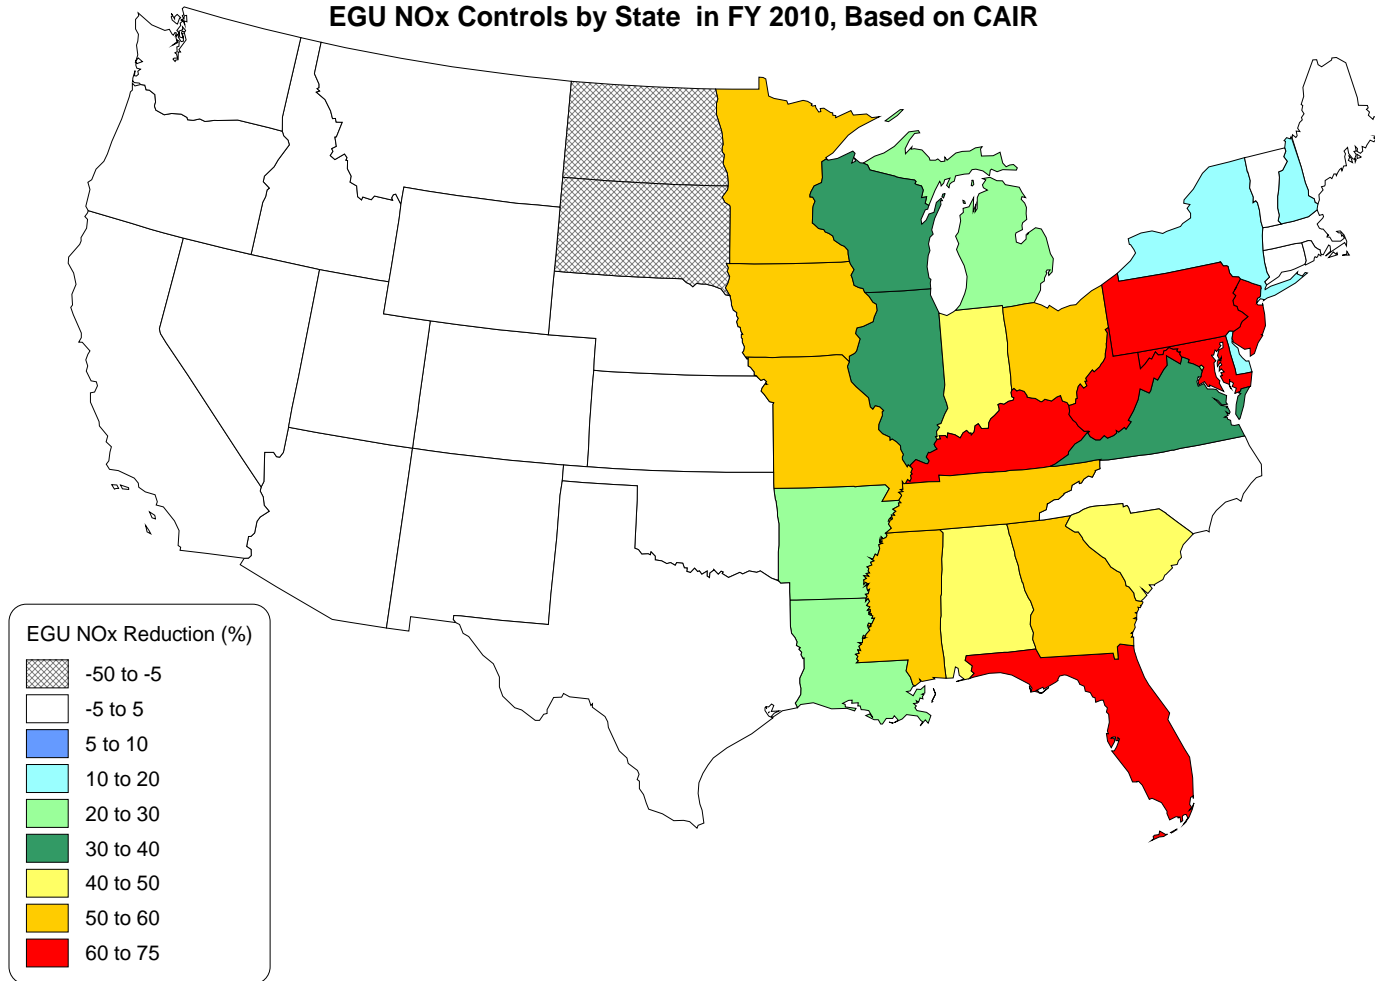 EGU NOx Controls by State in FY 2010, Based on CAIR
EGU NOx Reduction (%)
-50 to -5
-5 to 5
5 to 10
10 to 20
20 to 30
30 to 40
40 to 50
50 to 60
60 to 75